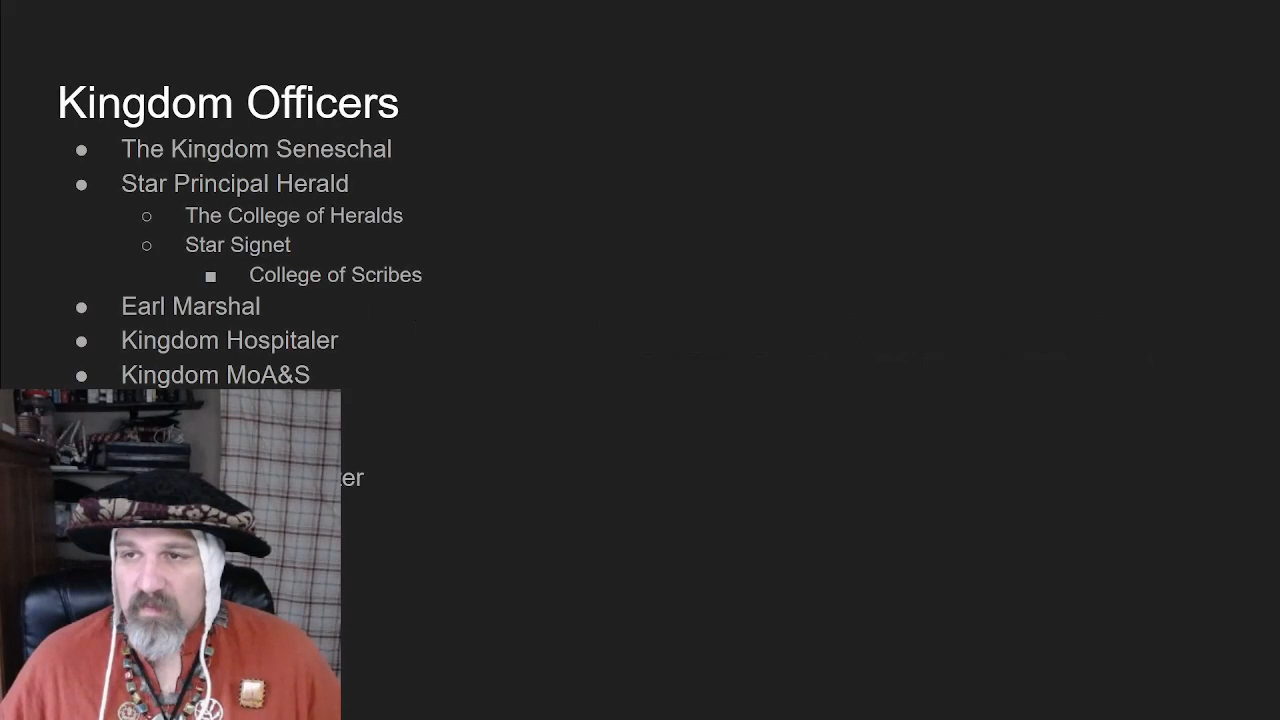 Kingdom Officers
The Kingdom Seneschal
Star Principal Herald
The College of Heralds
Star Signet
College of Scribes
Earl Marshal
Kingdom Hospitaler
Kingdom MoA&S